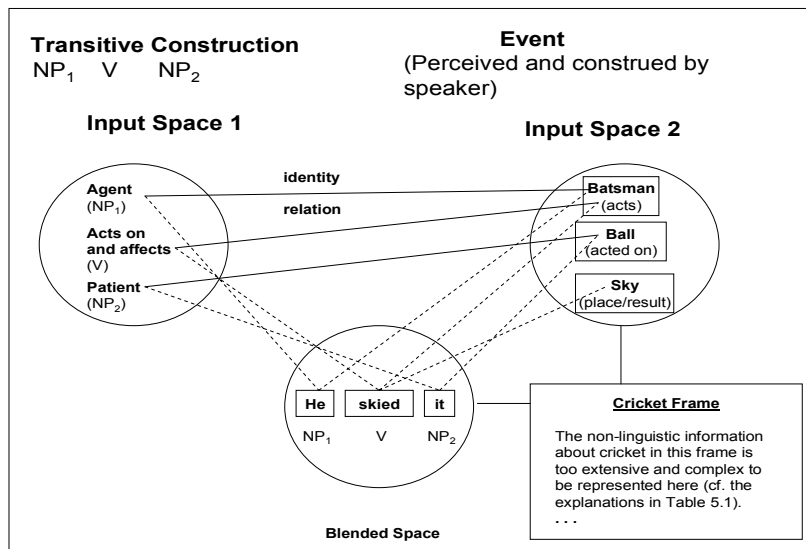 Transitive Construction
NP₁ V NP₂
Event
(Perceived and construed by
speaker)
Input Space 1
Input Space 2
identity
relation
Agent
(NP₁)
Acts on
and affects
(V)
Patient
(NP₂)
Batsman
(acts)
Ball
(acted on)
Sky
(place/result)
He skied it
NP₁ V NP₂
Blended Space
Cricket Frame
The non-linguistic information
about cricket in this frame is
too extensive and complex to
be represented here (cf. the
explanations in Table 5.1).
. . .